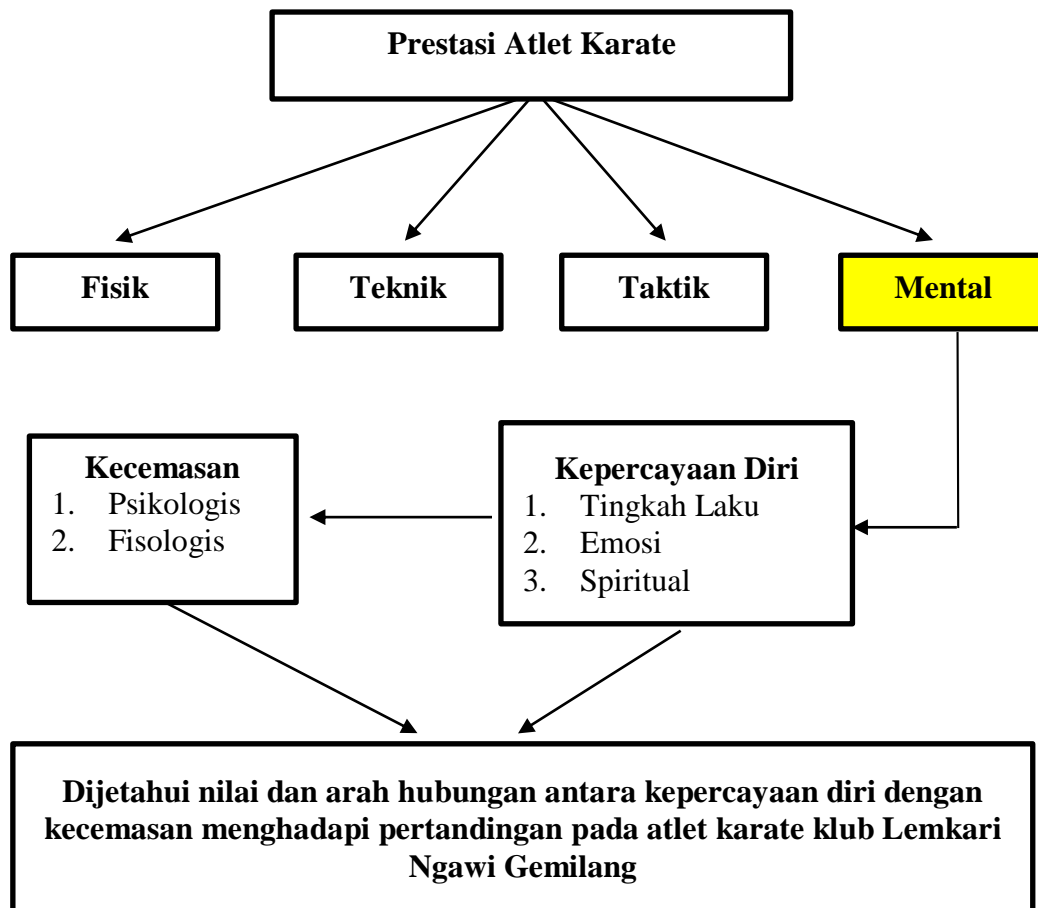 Prestasi Atlet Karate
Fisik
Teknik
Taktik
Mental
Kecemasan
1. Psikologis
2. Fisologis
Kepercayaan Diri
1. Tingkah Laku
2. Emosi
3. Spiritual
Dijetahui nilai dan arah hubungan antara kepercayaan diri dengan
kecemasan menghadapi pertandingan pada atlet karate klub Lemkari
Ngawi Gemilang